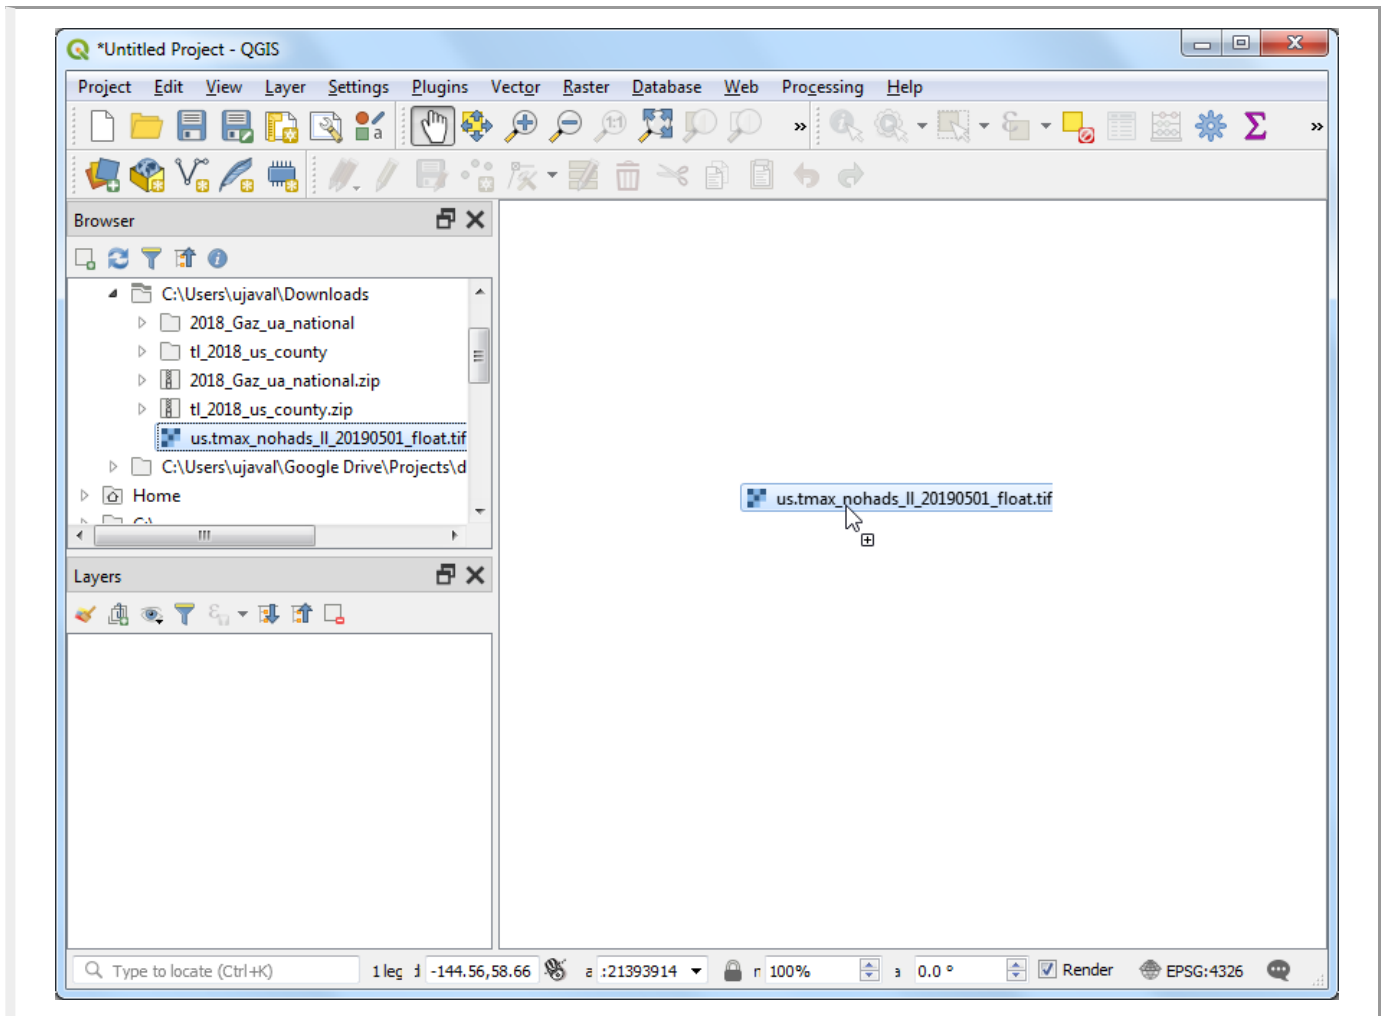 *Untitled Project - QGIS
Project Edit View Layer Settings Plugins Vector Raster Database Web Processing Help
Browser
C:\Users\ujaval\Downloads
2018_Gaz_ua_national
tl_2018_us_county
2018_Gaz_ua_national.zip
tl_2018_us_county.zip
us.tmax_nohads_ll_20190501_float.tif
C:\Users\ujaval\Google Drive\Projects\d
Home
us.tmax_nohads_ll_20190501_float.tif
Layers
Type to locate (Ctrl+K) 1 leg -144.56,58.66 :21393914 100% 0.0 ° Render EPSG:4326